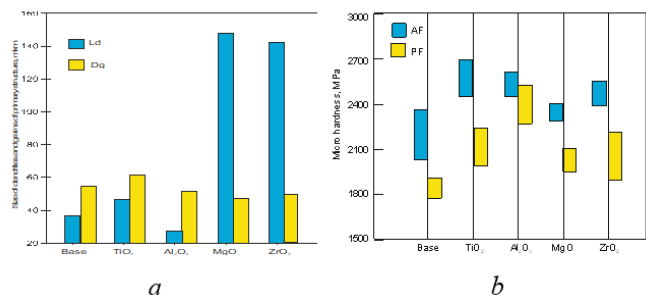 160
140
120
100
80
60
40
20
Ld
Dg
Base
TiO₂
Al₂O₃
MgO
ZrO₂
a
3000
2700
2400
2100
1800
1500
Micro hardness, MPa
AF
PF
Base
TiO₂
Al₂O₃
MgO
ZrO₂
b